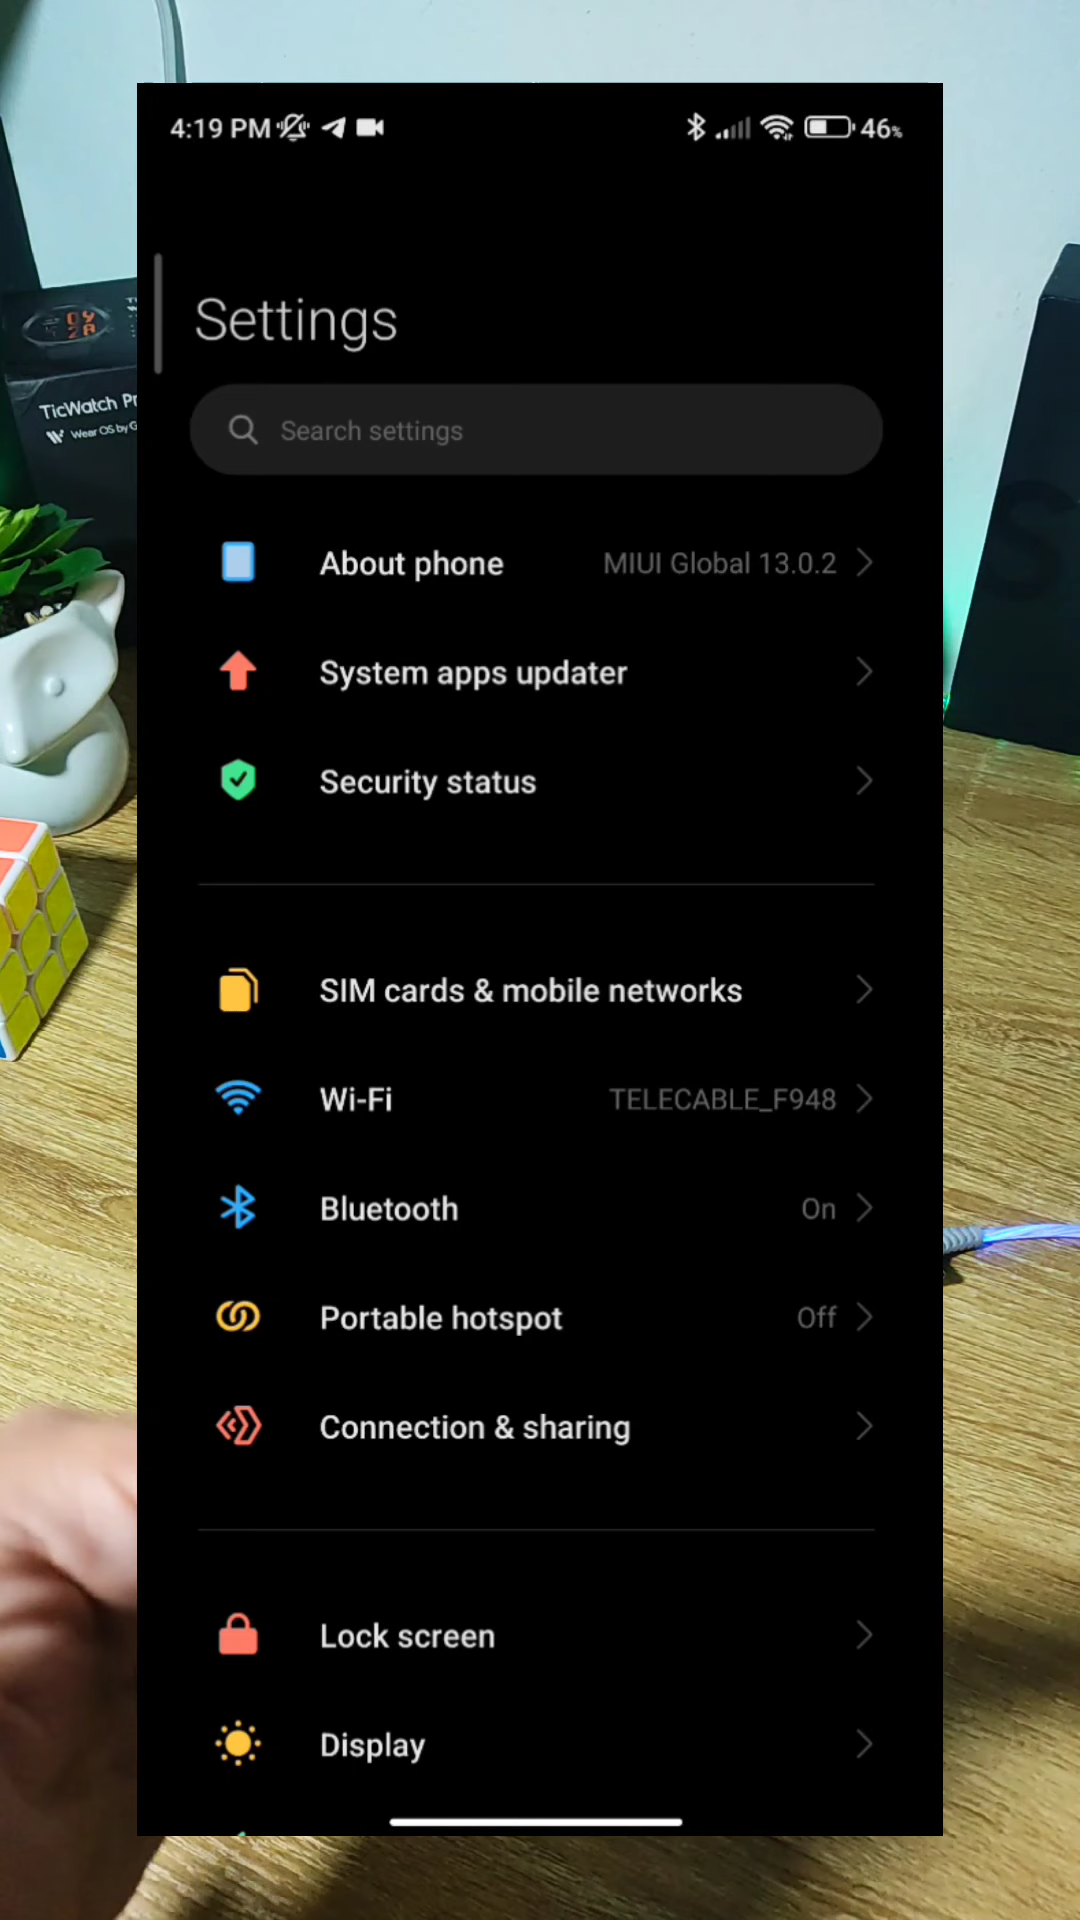 4:19 PM
46%
Settings
Search settings
About phone
MIUI Global 13.0.2
System apps updater
Security status
SIM cards & mobile networks
Wi-Fi
TELECABLE_F948
Bluetooth
On
Portable hotspot
Off
Connection & sharing
Lock screen
Display
TicWatch Pr
Wear OS by G
S